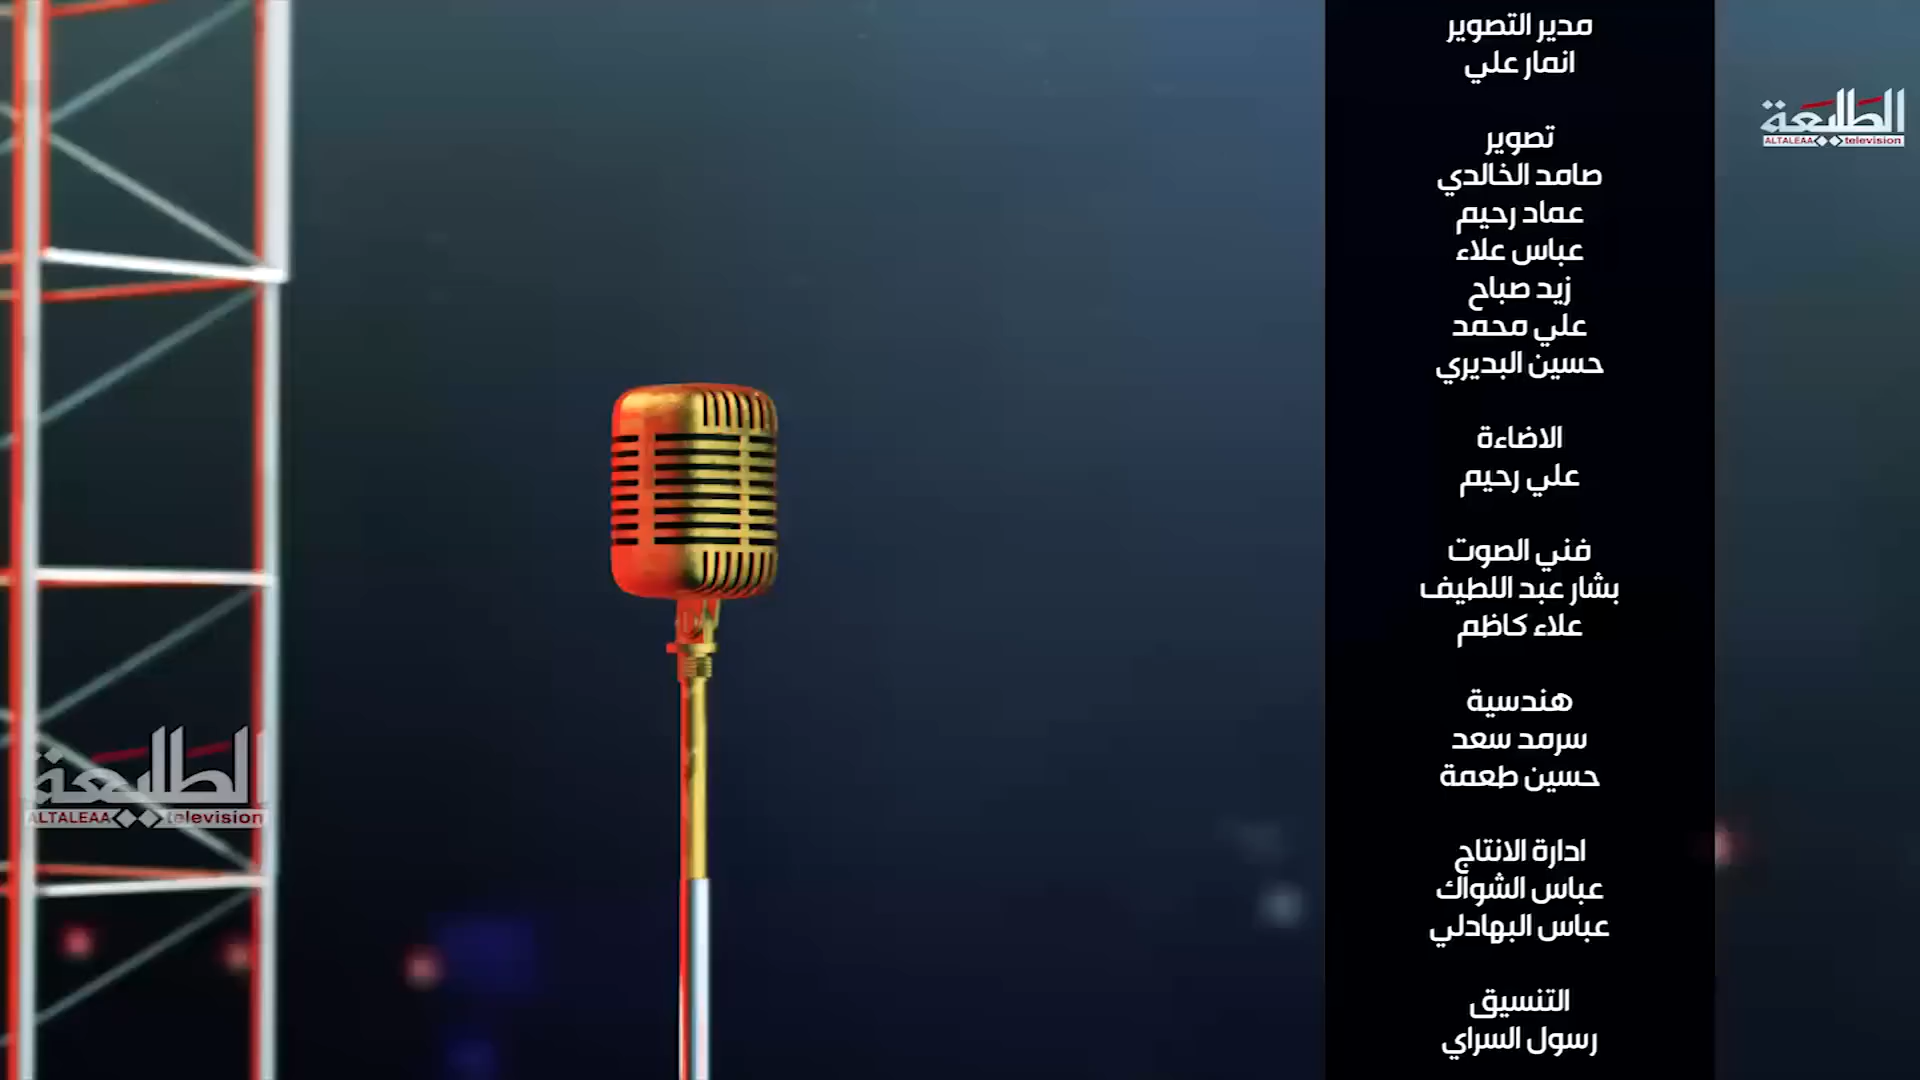 مدير التصوير
انمار علي
تصوير
صامد الخالدي
عماد رحيم
عباس علاء
زيد صباح
علي محمد
حسين البديري
الاضاءة
علي رحيم
فني الصوت
بشار عبد اللطيف
علاء كاظم
هندسية
سرمد سعد
حسين طعمة
ادارة الانتاج
عباس الشواك
عباس البهادلي
التنسيق
رسول السراي
الطليعة
ALTALEAA television
الطليعة
ALTALEAA television